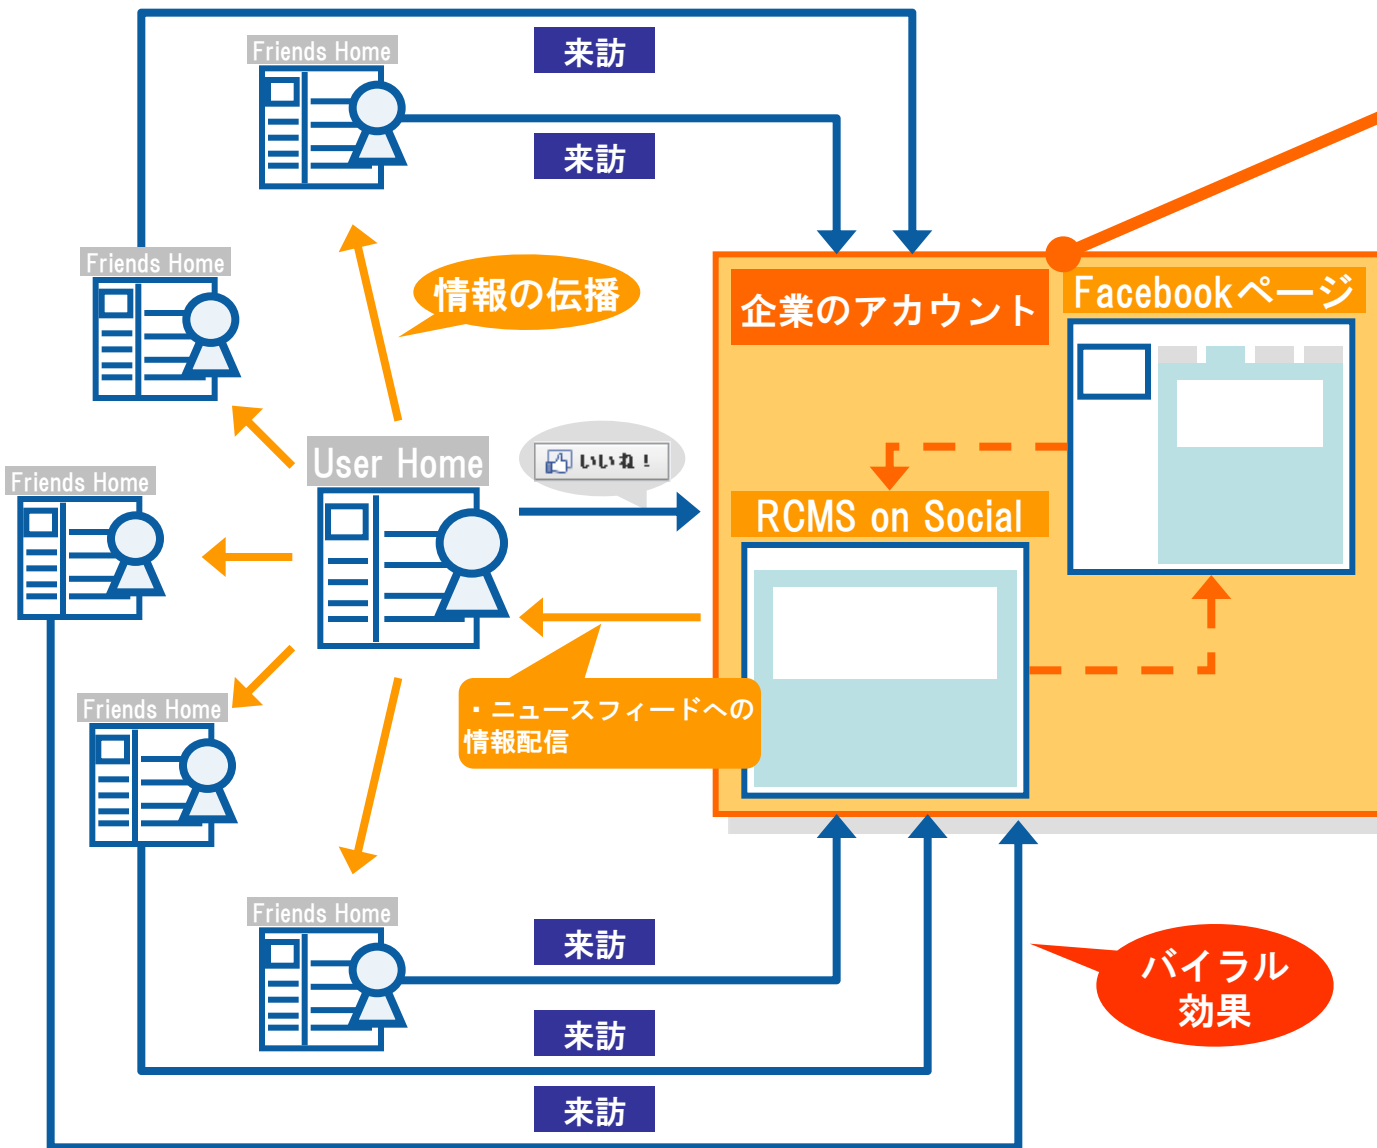 Friends Home
来訪
来訪
Friends Home
情報の伝播
企業のアカウント
Facebookページ
User Home
いいね！
Friends Home
RCMS on Social
Friends Home
・ニュースフィードへの
情報配信
Friends Home
来訪
バイラル
効果
来訪
来訪